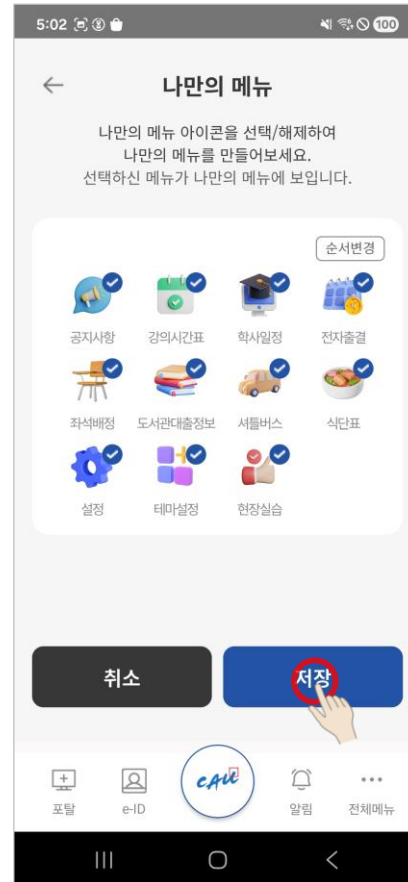 5:02
100
나만의 메뉴
나만의 메뉴 아이콘을 선택/해제하여
나만의 메뉴를 만들어보세요.
선택하신 메뉴가 나만의 메뉴에 보입니다.
순서변경
공지사항 강의시간표 학사일정 전자출결
좌석배정 도서관대출정보 셔틀버스 식단표
설정 테마설정 현장실습
취소 저장
CAU
포탈 e-ID 알림 전체메뉴